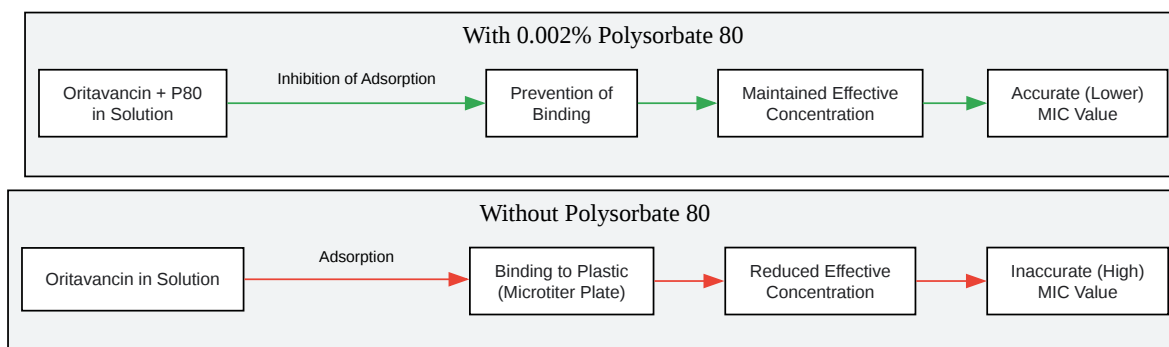 With 0.002% Polysorbate 80
Oritavancin + P80
in Solution
Inhibition of Adsorption
Prevention of
Binding
Maintained Effective
Concentration
Accurate (Lower)
MIC Value
Without Polysorbate 80
Oritavancin in Solution
Adsorption
Binding to Plastic
(Microtiter Plate)
Reduced Effective
Concentration
Inaccurate (High)
MIC Value